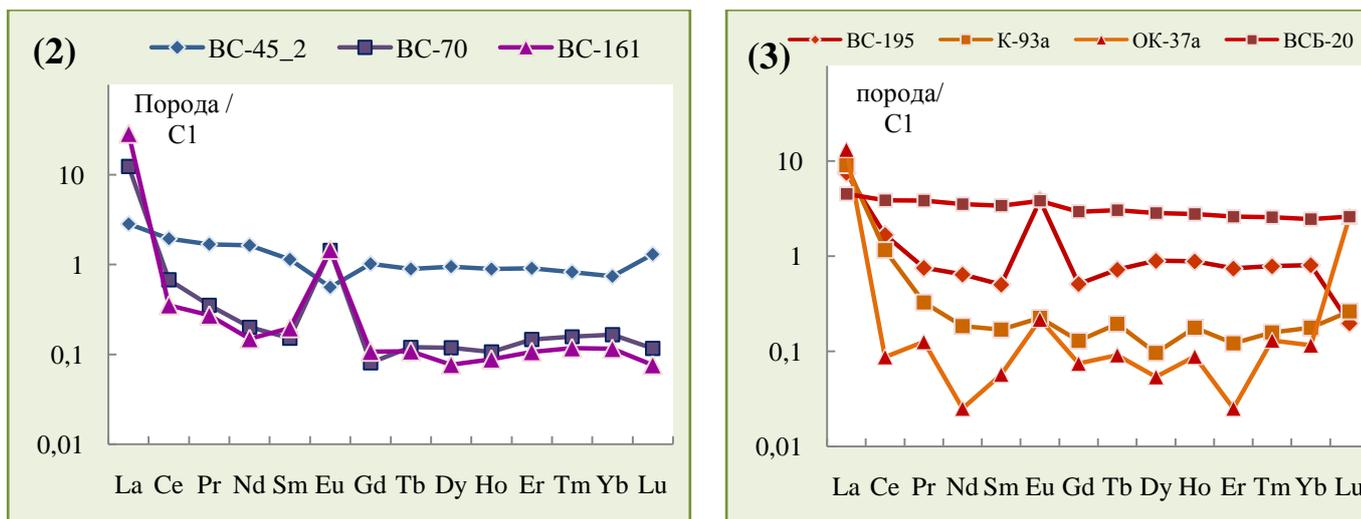 (2) ВС-45_2 ВС-70 ВС-161
Порода /
С1
10
1
0,1
0,01
La Ce Pr Nd Sm Eu Gd Tb Dy Ho Er Tm Yb Lu
(3) ВС-195 К-93а ОК-37а ВСБ-20
порода/
С1
10
1
0,1
0,01
La Ce Pr Nd Sm Eu Gd Tb Dy Ho Er Tm Yb Lu